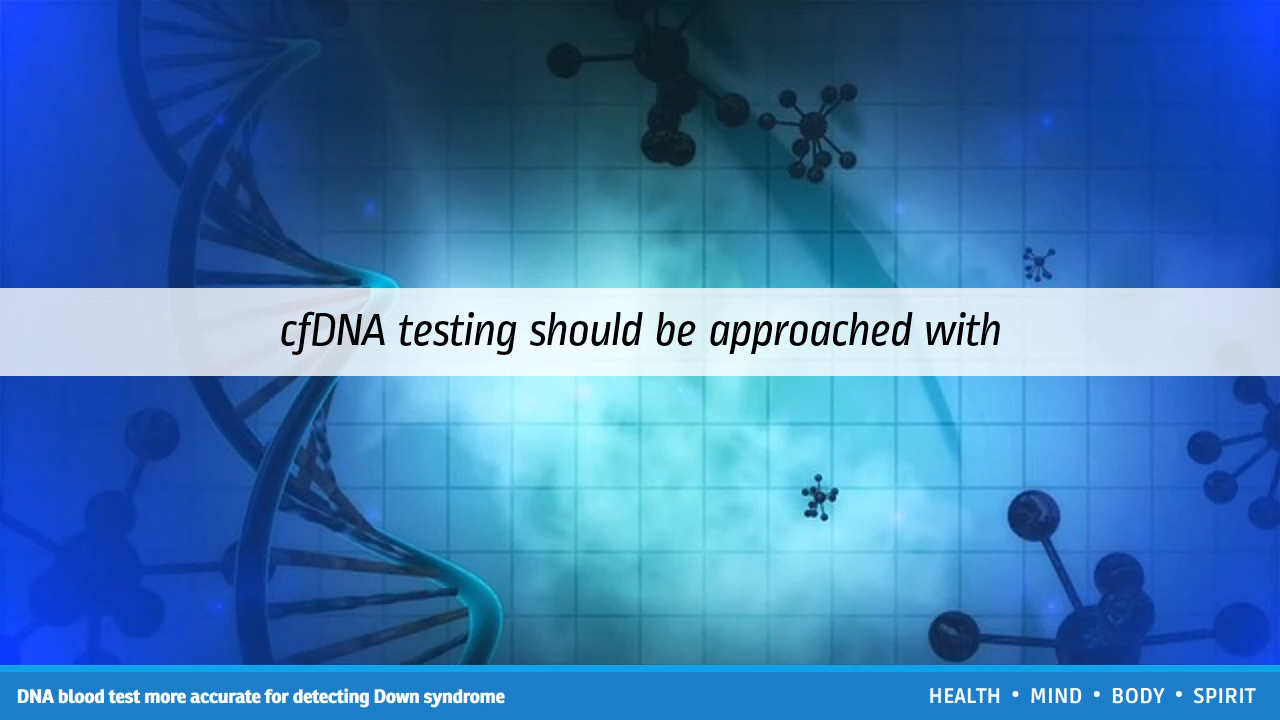 cfDNA testing should be approached with
DNA blood test more accurate for detecting Down syndrome
HEALTH • MIND • BODY • SPIRIT